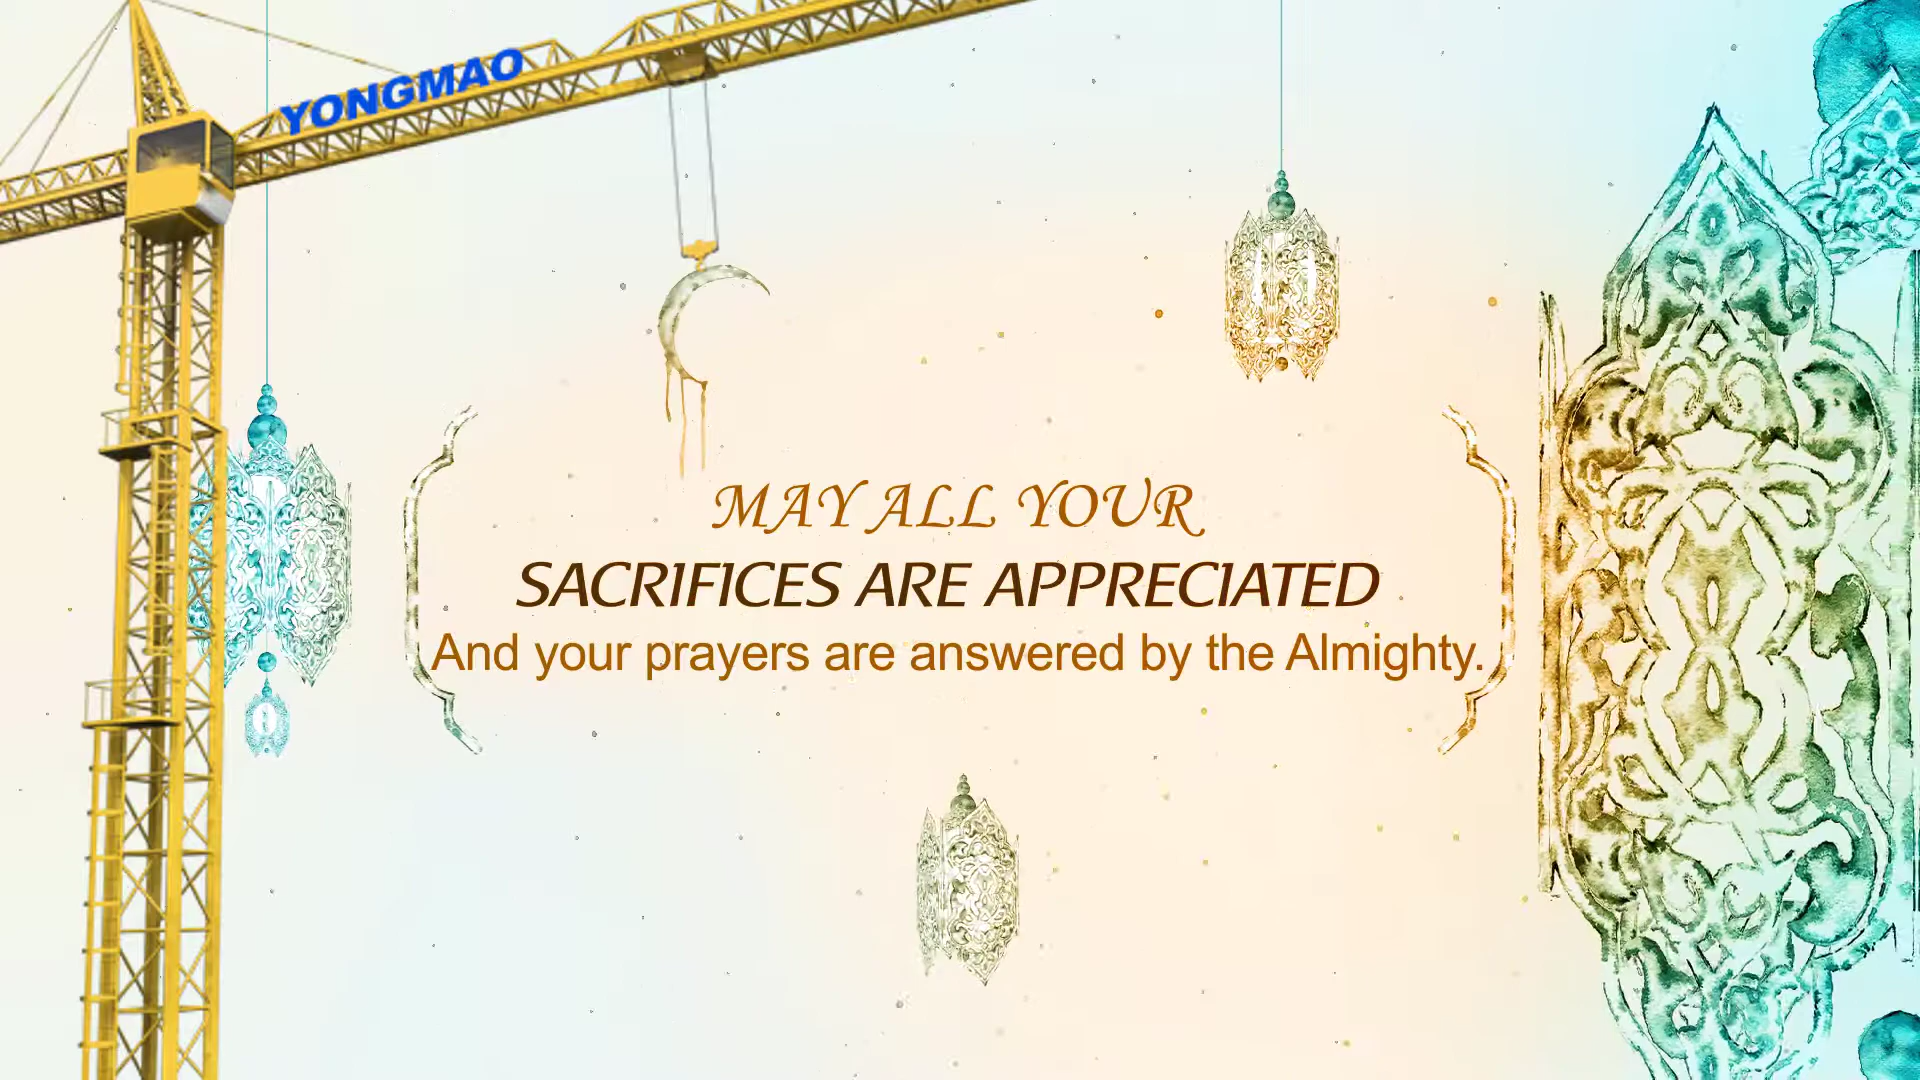 YONGMAO
MAY ALL YOUR
SACRIFICES ARE APPRECIATED
And your prayers are answered by the Almighty.